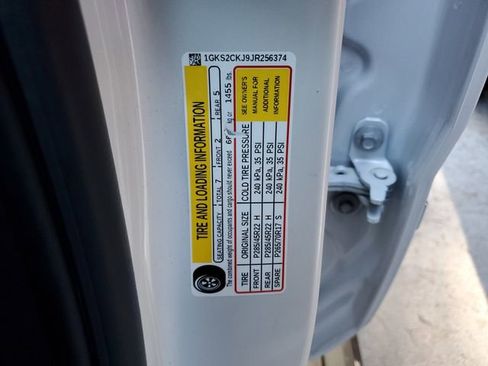 1GKS2CKJ9JR256374
TIRE AND LOADING INFORMATION
SEATING CAPACITY TOTAL 7 FRONT 2 REAR 5
The combined weight of occupants and cargo should never exceed kg or 1455 lbs.
TIRE ORIGINAL SIZE COLD TIRE PRESSURE
FRONT P285/45R22 H 240 kPa, 35 PSI
REAR P285/45R22 H 240 kPa, 35 PSI
SPARE P265/70R17 S 240 kPa, 35 PSI
SEE OWNER'S
MANUAL FOR
ADDITIONAL
INFORMATION